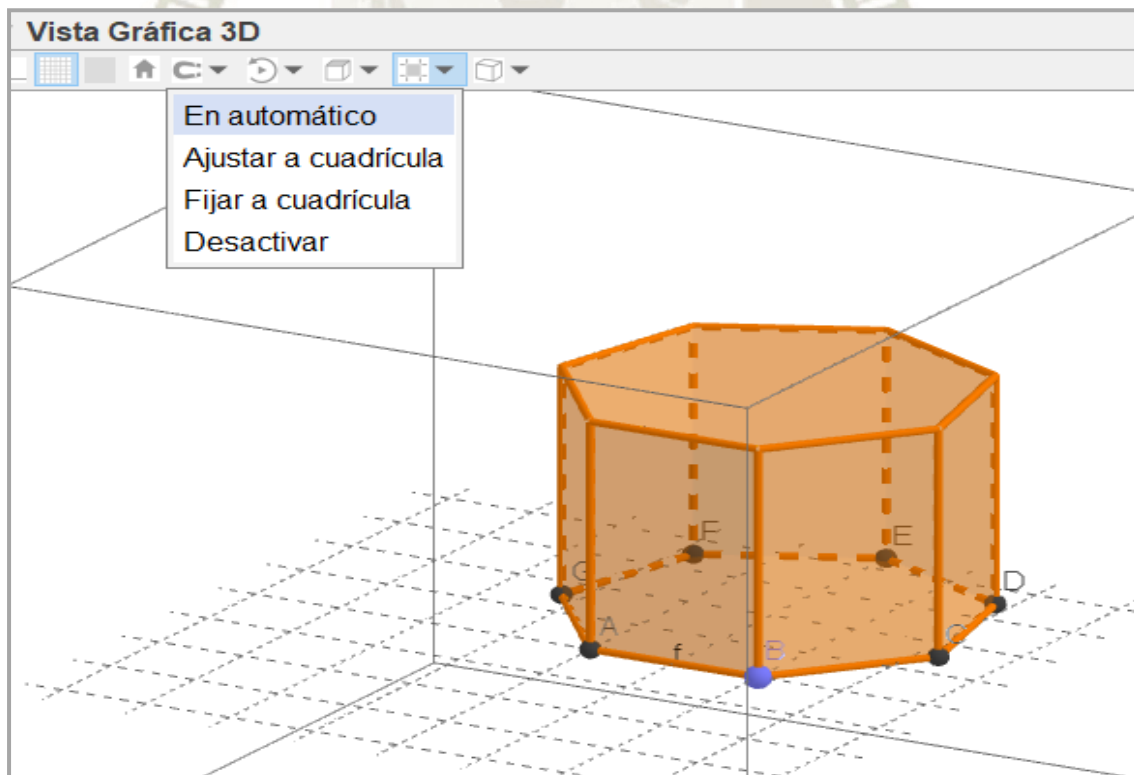 Vista Gráfica 3D
En automático
Ajustar a cuadrícula
Fijar a cuadrícula
Desactivar
F
E
G
D
A
C
B
f